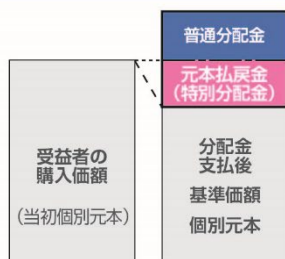 普通分配金
元本払戻金
(特別分配金)
受益者の
購入価額
(当初個別元本)
分配金
支払後
基準価額
個別元本